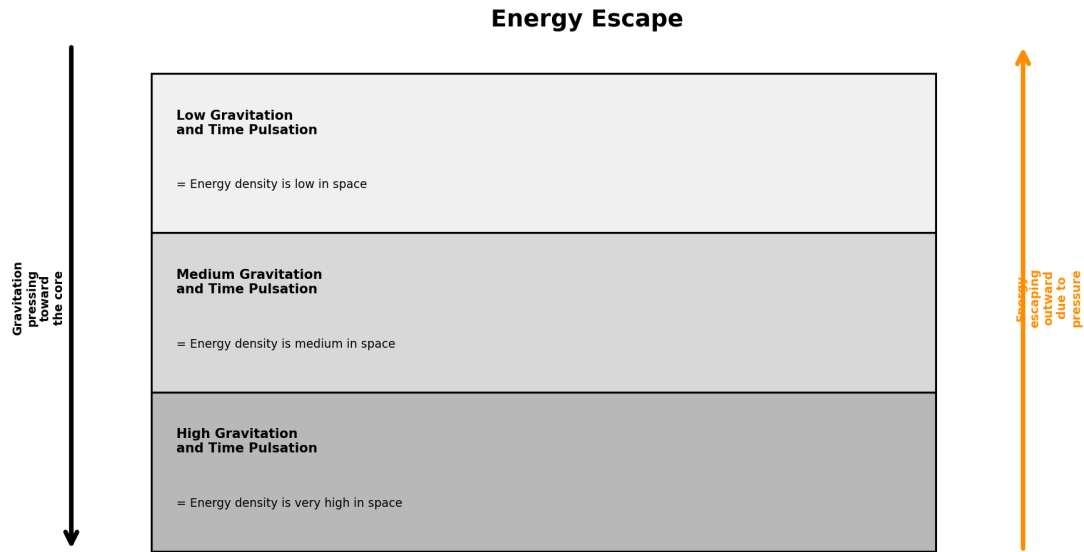 Energy Escape
Low Gravitation
and Time Pulsation
= Energy density is low in space
Medium Gravitation
and Time Pulsation
= Energy density is medium in space
High Gravitation
and Time Pulsation
= Energy density is very high in space
Gravitation
pressing
toward
the core
Energy
escaping
outward
due to
pressure